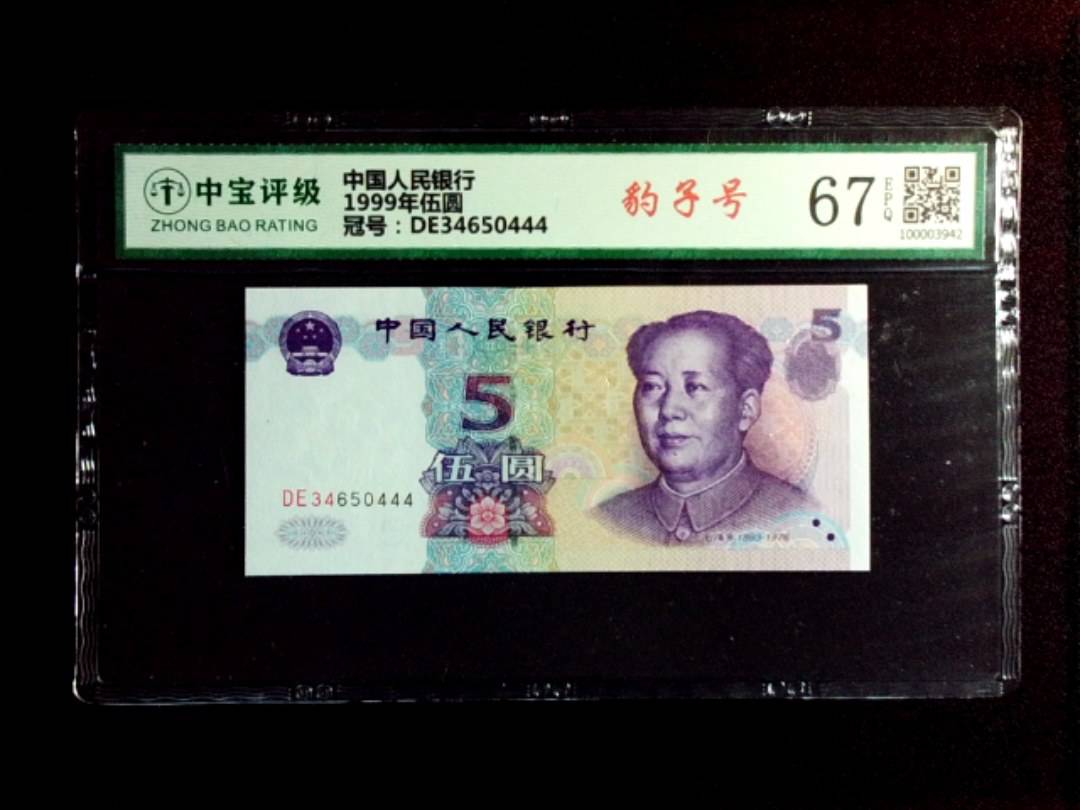 中宝评级
ZHONG BAO RATING
中国人民银行
1999年伍圆
冠号：DE34650444
豹子号
67
EPQ
100003942
中国人民银行
5
5
伍圆
DE34650444
1893-1976